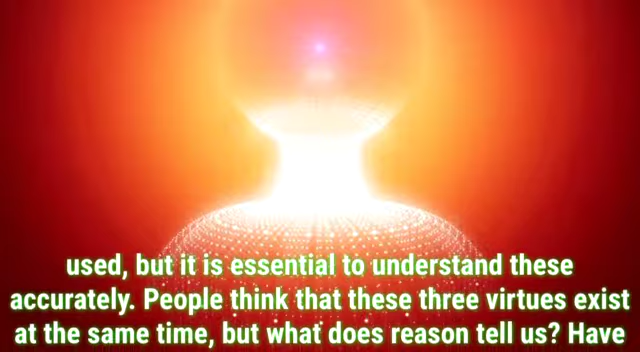 used, but it is essential to understand these
accurately. People think that these three virtues exist
at the same time, but what does reason tell us? Have